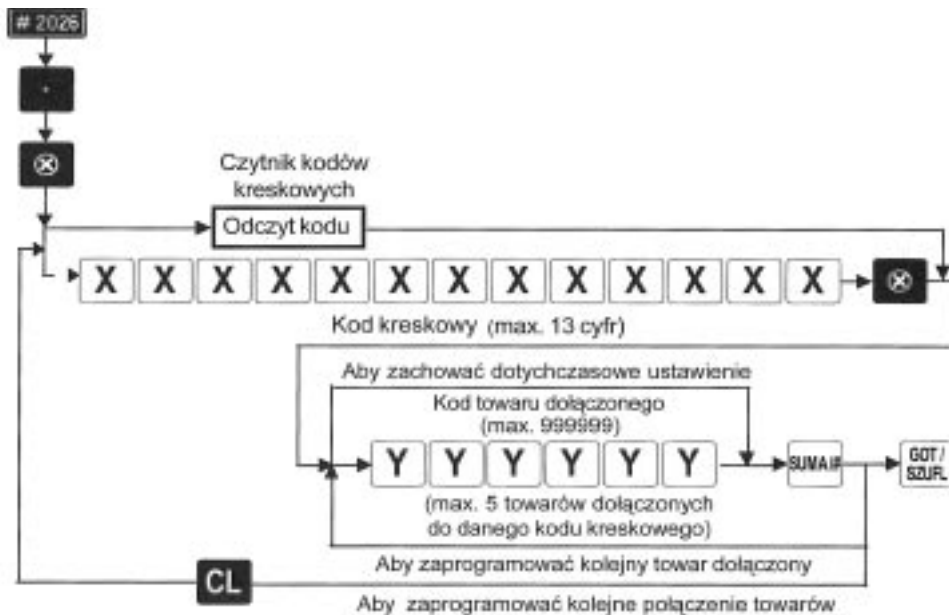 # 2026
Czytnik kodów
kreskowych
Odczyt kodu
X X X X X X X X X X X X X
Kod kreskowy (max. 13 cyfr)
Aby zachować dotychczasowe ustawienie
Kod towaru dołączonego
(max. 999999)
Y Y Y Y Y Y
SUMA/#
GOT /
SZUFL
(max. 5 towarów dołączonych
do danego kodu kreskowego)
Aby zaprogramować kolejny towar dołączony
CL
Aby zaprogramować kolejne połączenie towarów